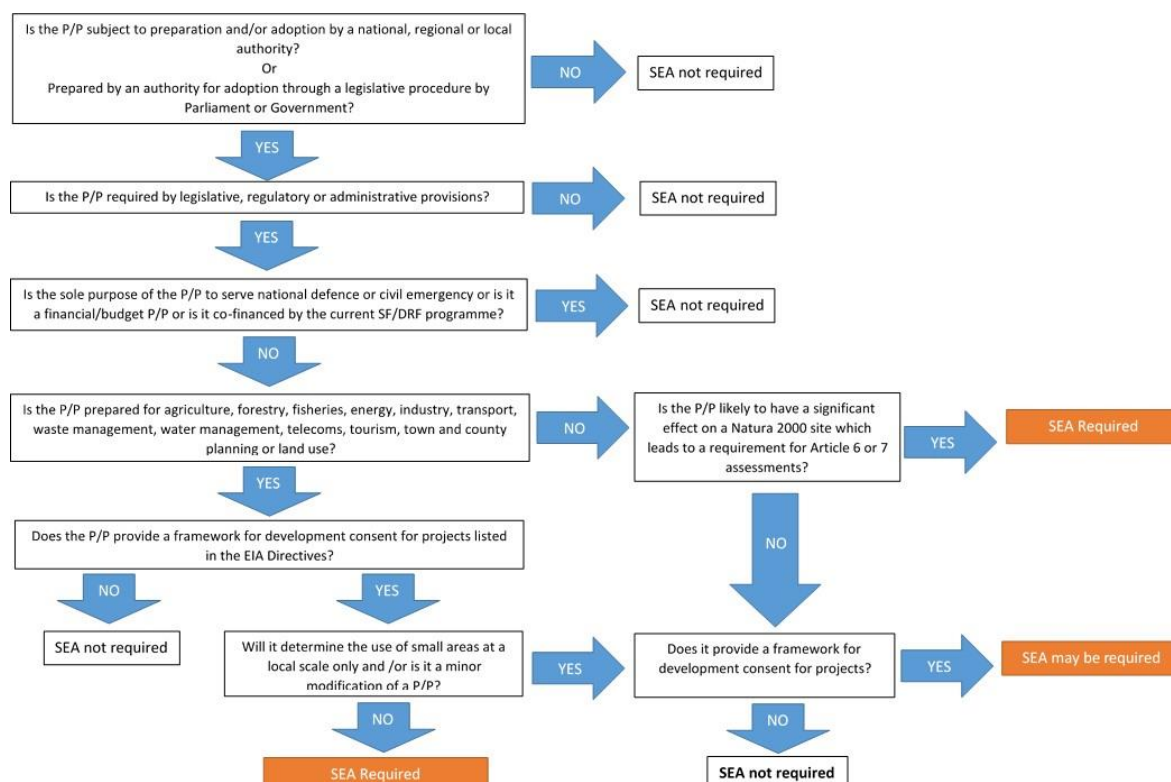 Is the P/P subject to preparation and/or adoption by a national, regional or local
authority?
Or
Prepared by an authority for adoption through a legislative procedure by
Parliament or Government?
NO
SEA not required
YES
Is the P/P required by legislative, regulatory or administrative provisions?
NO
SEA not required
YES
Is the sole purpose of the P/P to serve national defence or civil emergency or is it
a financial/budget P/P or is it co-financed by the current SF/DRF programme?
YES
SEA not required
NO
Is the P/P prepared for agriculture, forestry, fisheries, energy, industry, transport,
waste management, water management, telecoms, tourism, town and county
planning or land use?
NO
Is the P/P likely to have a significant
effect on a Natura 2000 site which
leads to a requirement for Article 6 or 7
assessments?
YES
SEA Required
YES
NO
Does the P/P provide a framework for development consent for projects listed
in the EIA Directives?
NO
YES
SEA not required
Will it determine the use of small areas at a
local scale only and /or is it a minor
modification of a P/P?
YES
Does it provide a framework for
development consent for projects?
YES
SEA may be required
NO
NO
SEA Required
SEA not required